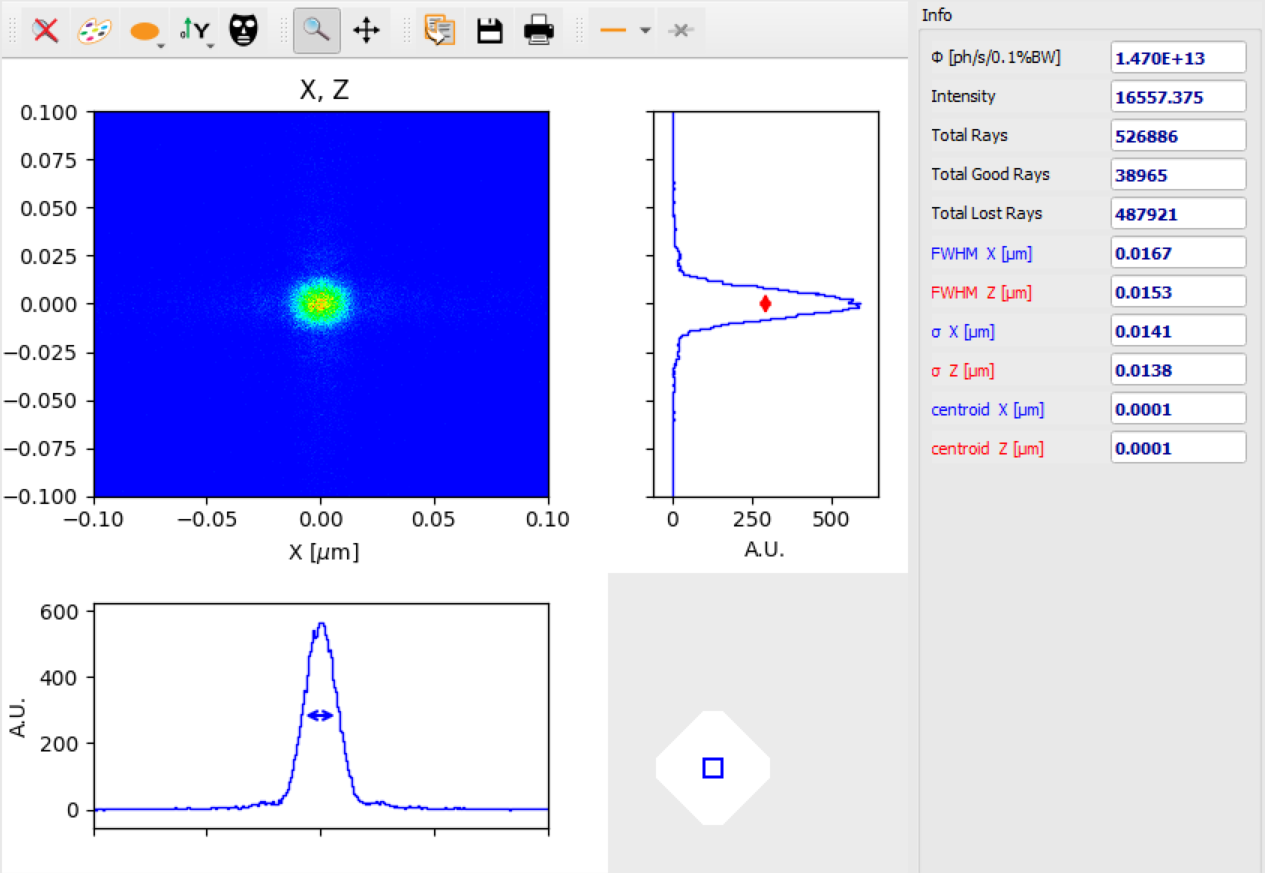 Y
X, Z
0.100
0.075
0.050
0.025
0.000
−0.025
−0.050
−0.075
−0.100
−0.10 −0.05 0.00 0.05 0.10
X [μm]
0 250 500
A.U.
600
400
200
0
A.U.
Info
Φ [ph/s/0.1%BW] 1.470E+13
Intensity 16557.375
Total Rays 526886
Total Good Rays 38965
Total Lost Rays 487921
FWHM X [μm] 0.0167
FWHM Z [μm] 0.0153
σ X [μm] 0.0141
σ Z [μm] 0.0138
centroid X [μm] 0.0001
centroid Z [μm] 0.0001